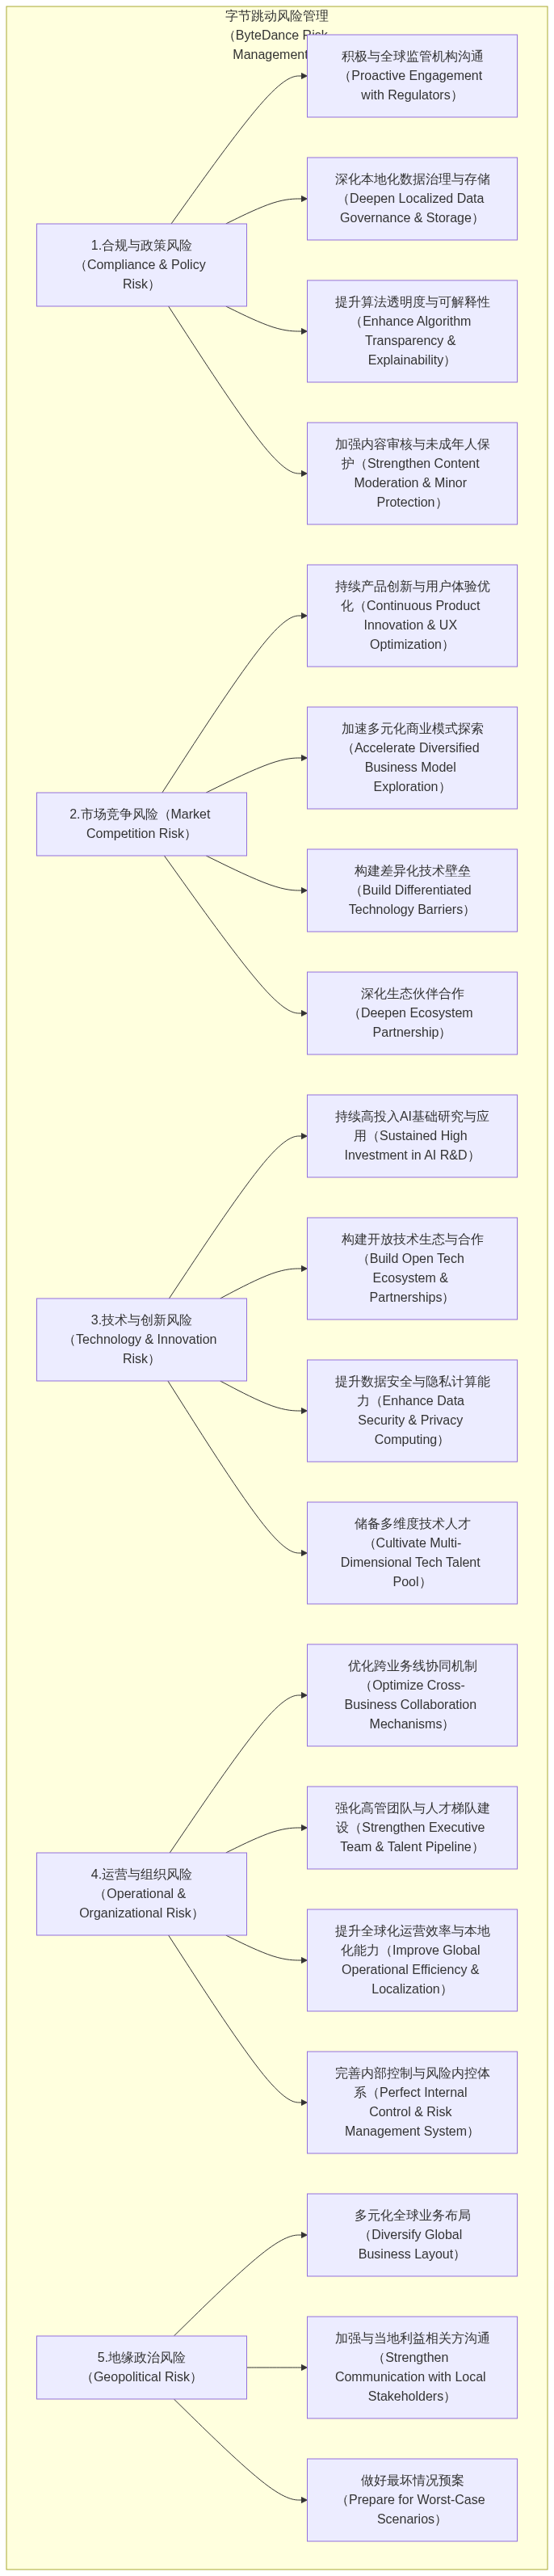 字节跳动风险管理
（ByteDance Risk
Management
积极与全球监管机构沟通
（Proactive Engagement
with Regulators）
深化本地化数据治理与存储
（Deepen Localized Data
Governance & Storage）
1.合规与政策风险
（Compliance & Policy
Risk）
提升算法透明度与可解释性
（Enhance Algorithm
Transparency &
Explainability）
加强内容审核与未成年人保
护（Strengthen Content
Moderation & Minor
Protection）
持续产品创新与用户体验优
化（Continuous Product
Innovation & UX
Optimization）
加速多元化商业模式探索
（Accelerate Diversified
Business Model
Exploration）
2.市场竞争风险（Market
Competition Risk）
构建差异化技术壁垒
（Build Differentiated
Technology Barriers）
深化生态伙伴合作
（Deepen Ecosystem
Partnership）
持续高投入AI基础研究与应
用（Sustained High
Investment in AI R&D）
构建开放技术生态与合作
（Build Open Tech
Ecosystem &
Partnerships）
3.技术与创新风险
（Technology & Innovation
Risk）
提升数据安全与隐私计算能
力（Enhance Data
Security & Privacy
Computing）
储备多维度技术人才
（Cultivate Multi-
Dimensional Tech Talent
Pool）
优化跨业务线协同机制
（Optimize Cross-
Business Collaboration
Mechanisms）
强化高管团队与人才梯队建
设（Strengthen Executive
Team & Talent Pipeline）
4.运营与组织风险
（Operational &
Organizational Risk）
提升全球化运营效率与本地
化能力（Improve Global
Operational Efficiency &
Localization）
完善内部控制与风险内控体
系（Perfect Internal
Control & Risk
Management System）
多元化全球业务布局
（Diversify Global
Business Layout）
5.地缘政治风险
（Geopolitical Risk）
加强与当地利益相关方沟通
（Strengthen
Communication with Local
Stakeholders）
做好最坏情况预案
（Prepare for Worst-Case
Scenarios）